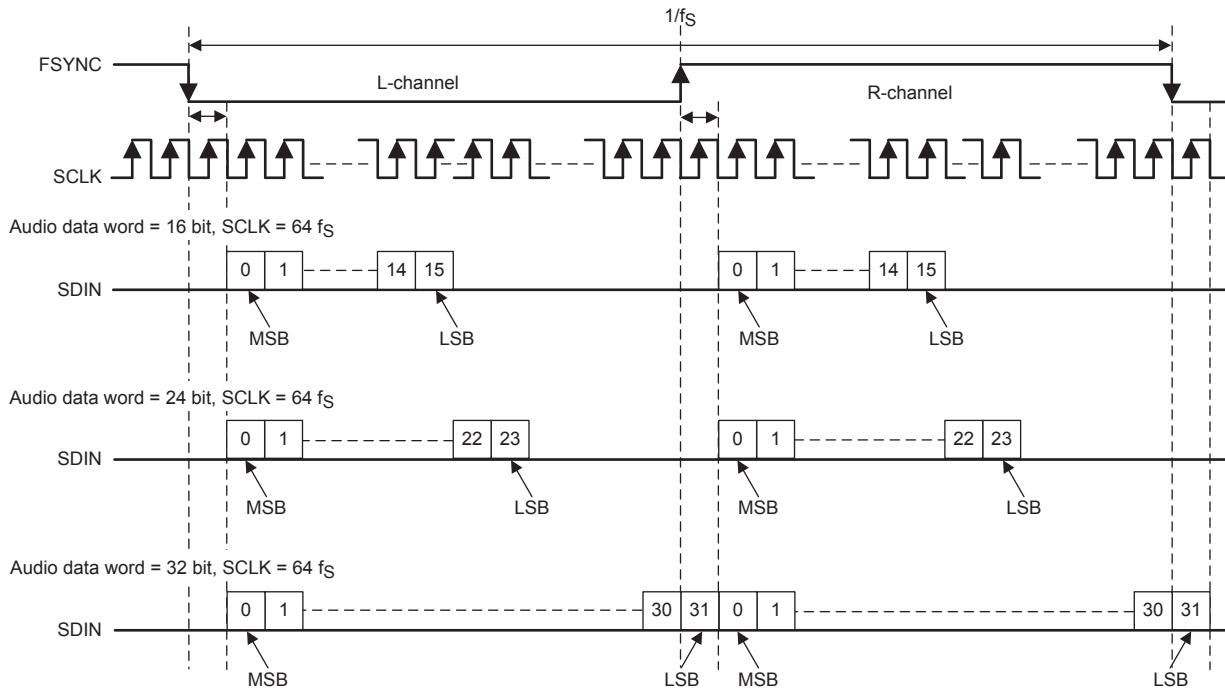 1/fS
FSYNC
L-channel
R-channel
SCLK
Audio data word = 16 bit, SCLK = 64 fS
SDIN
0 1 14 15 0 1 14 15
MSB LSB MSB LSB
Audio data word = 24 bit, SCLK = 64 fS
SDIN
0 1 22 23 0 1 22 23
MSB LSB MSB LSB
Audio data word = 32 bit, SCLK = 64 fS
SDIN
0 1 30 31 0 1 30 31
MSB LSB MSB LSB